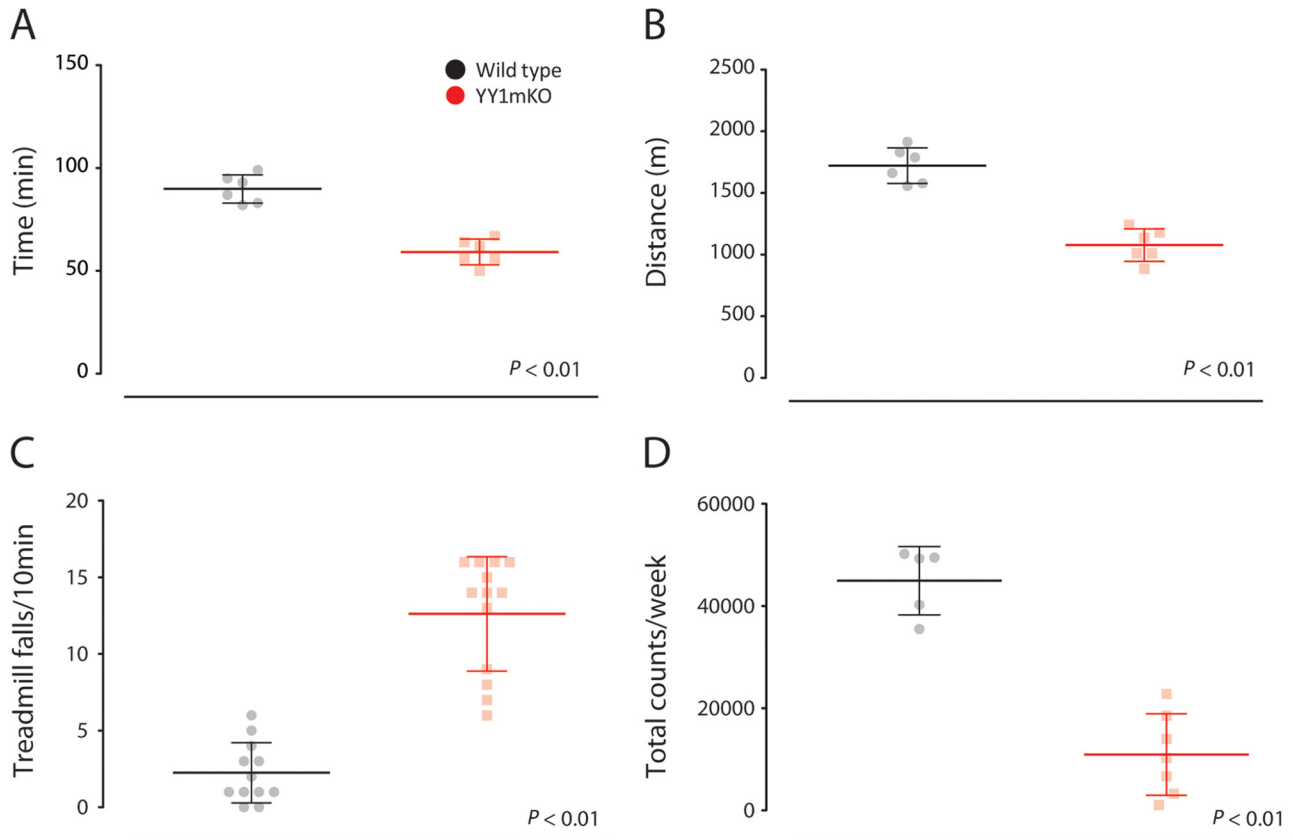 A
150
100
50
0
Time (min)
Wild type
YY1mKO
P < 0.01
B
2500
2000
1500
1000
500
0
Distance (m)
P < 0.01
C
20
15
10
5
0
Treadmill falls/10min
P < 0.01
D
60000
40000
20000
0
Total counts/week
P < 0.01